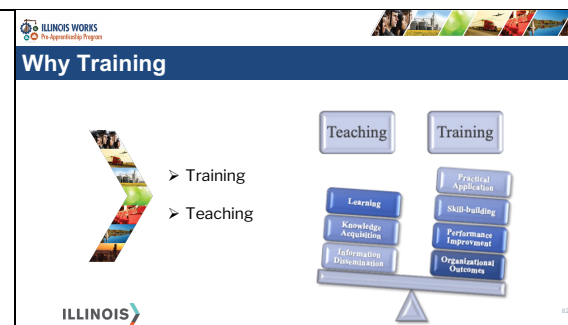 ILLINOIS WORKS
Pre-Apprenticeship Program
Why Training
➢ Training
➢ Teaching
Teaching
Training
Learning
Knowledge
Acquisition
Information
Dissemination
Practical
Application
Skill-building
Performance
Improvment
Organizational
Outcomes
ILLINOIS